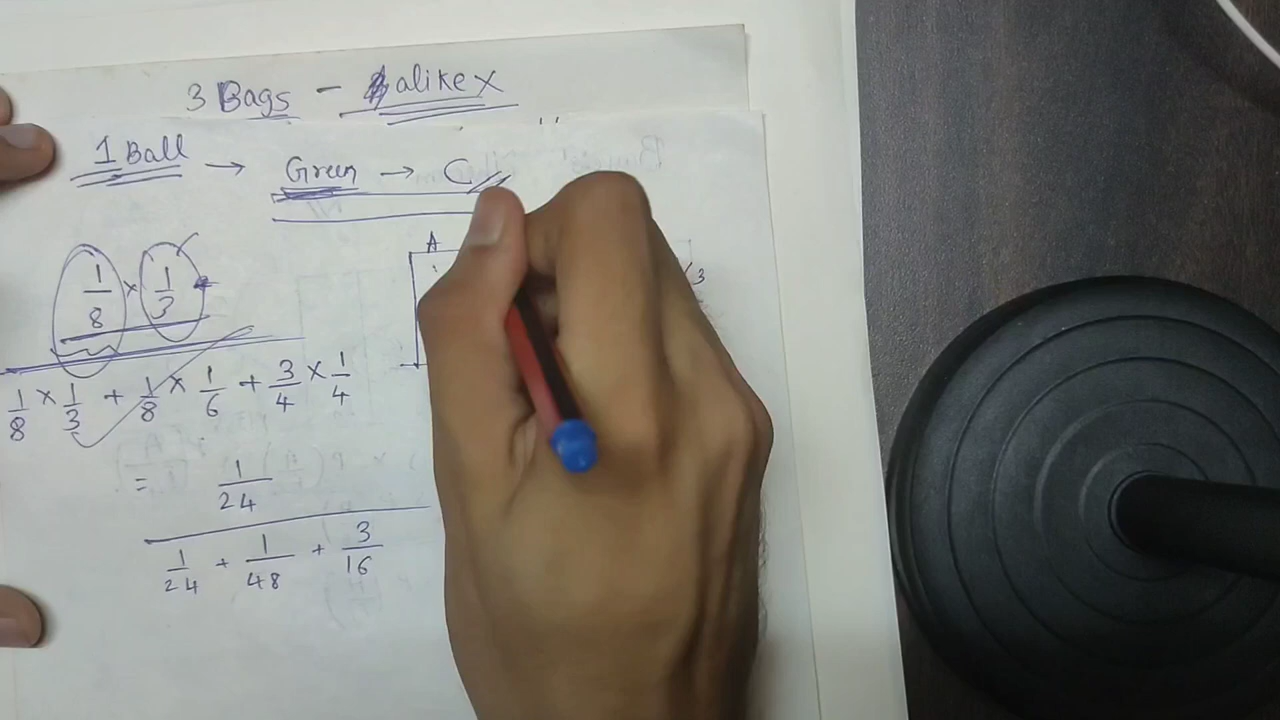 3 Bags - alike X
1 Ball → Green → C
A
3
1/8 × 1/3
1/8 × 1/3 + 1/8 × 1/6 + 3/4 × 1/4
= 1/24
1/24 + 1/48 + 3/16